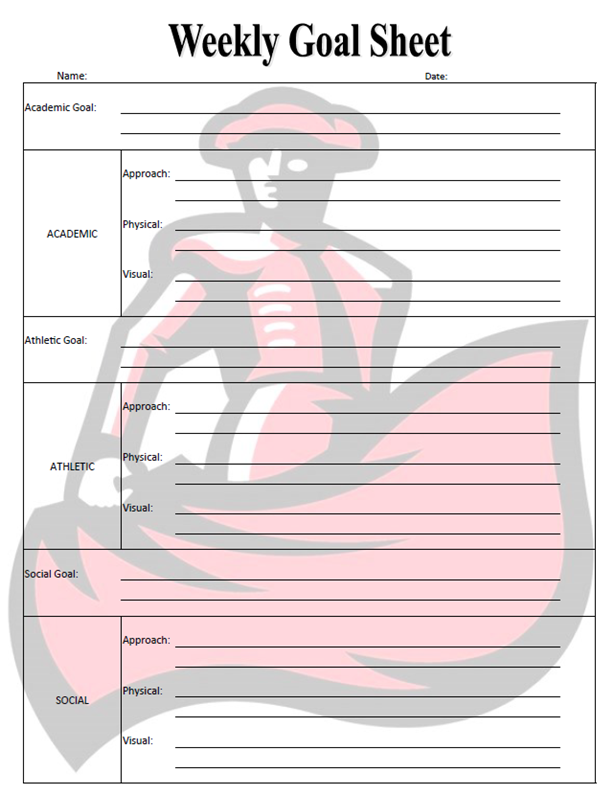 Weekly Goal Sheet
Name: Date:
Academic Goal:
Approach:
Physical:
ACADEMIC
Visual:
Athletic Goal:
Approach:
Physical:
ATHLETIC
Visual:
Social Goal:
Approach:
Physical:
SOCIAL
Visual: